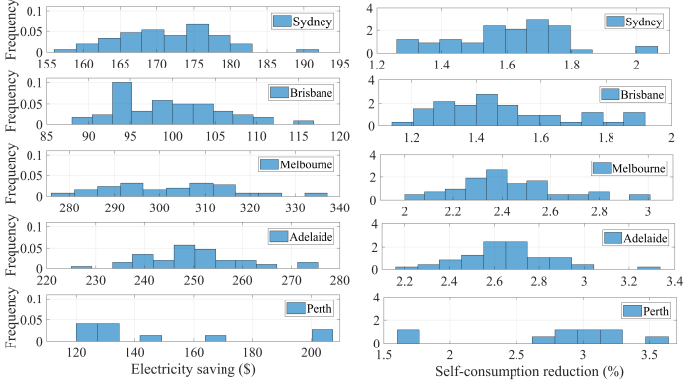 Frequency 0.1 0.05 0 Sydney
155 160 165 170 175 180 185 190 195
4 2 0 Sydney
1.2 1.4 1.6 1.8 2
Frequency 0.1 0.05 0 Brisbane
85 90 95 100 105 110 115 120
4 2 0 Brisbane
1.2 1.4 1.6 1.8 2
Frequency 0.1 0.05 0 Melbourne
280 290 300 310 320 330 340
4 2 0 Melbourne
2 2.2 2.4 2.6 2.8 3
Frequency 0.1 0.05 0 Adelaide
220 230 240 250 260 270 280
4 2 0 Adelaide
2.2 2.4 2.6 2.8 3 3.2 3.4
Frequency 0.1 0.05 0 Perth
120 140 160 180 200
Electricity saving ($)
4 2 0 Perth
1.5 2 2.5 3 3.5
Self-consumption reduction (%)